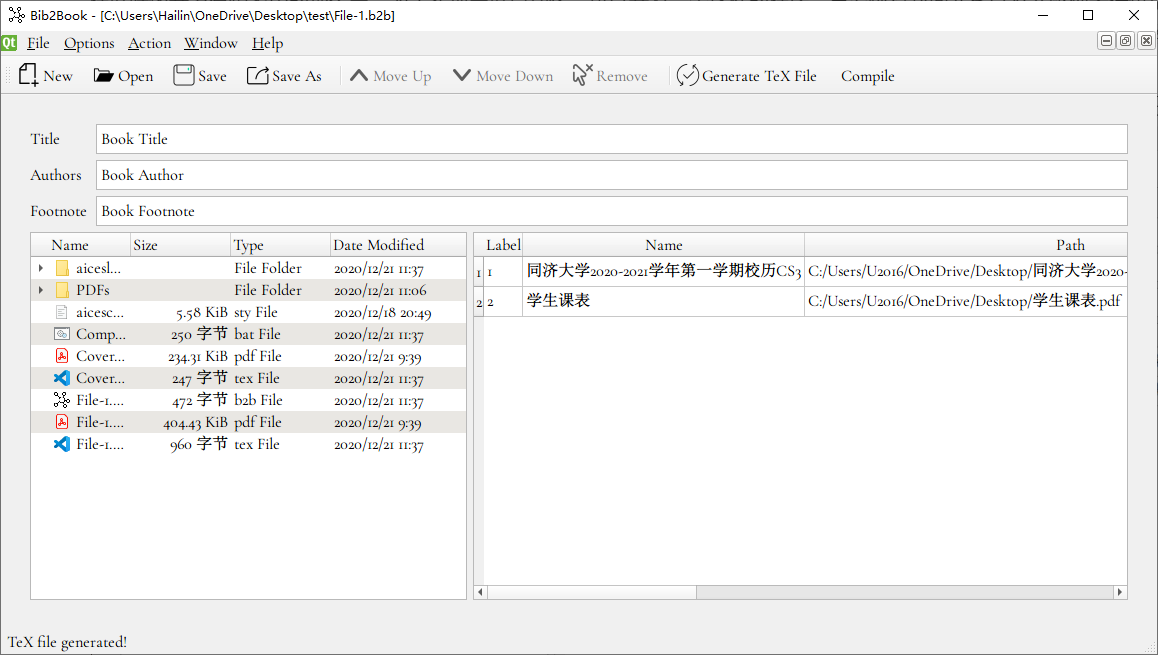 Bib2Book - [C:\Users\Hailin\OneDrive\Desktop\test\File-1.b2b]
Qt File Options Action Window Help
New Open Save Save As Move Up Move Down Remove Generate TeX File Compile
Title Book Title
Authors Book Author
Footnote Book Footnote
Name Size Type Date Modified
aicesl... File Folder 2020/12/21 11:37
PDFs File Folder 2020/12/21 11:06
aicesc... 5.58 KiB sty File 2020/12/18 20:49
Comp... 250 字节 bat File 2020/12/21 11:37
Cover... 234.31 KiB pdf File 2020/12/21 9:39
Cover... 247 字节 tex File 2020/12/21 11:37
File-1.... 472 字节 b2b File 2020/12/21 11:37
File-1.... 404.43 KiB pdf File 2020/12/21 9:39
File-1.... 960 字节 tex File 2020/12/21 11:37
Label Name Path
1 1 同济大学2020-2021学年第一学期校历CS3 C:/Users/U2016/OneDrive/Desktop/同济大学2020-
2 2 学生课表 C:/Users/U2016/OneDrive/Desktop/学生课表.pdf
TeX file generated!